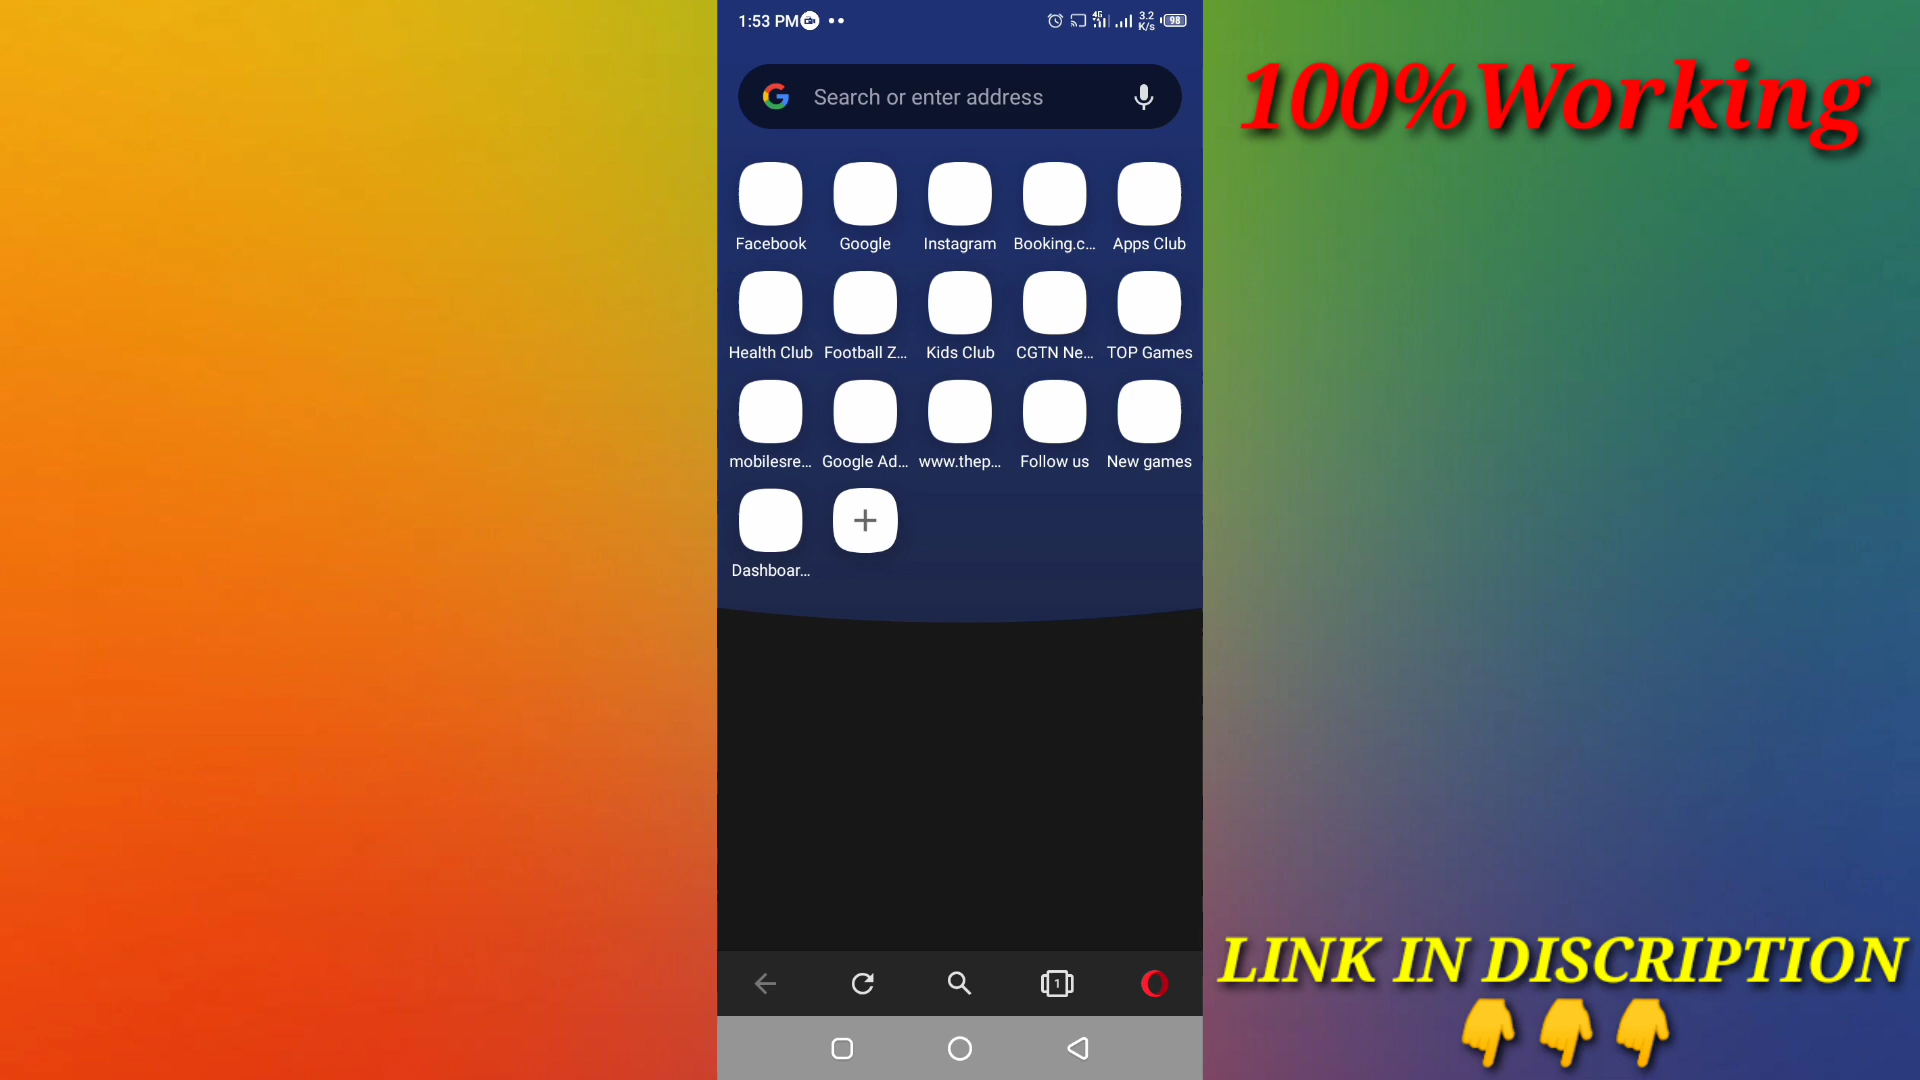 1:53 PM
4G
3.2
K/s
98
100%Working
Search or enter address
Facebook Google Instagram Booking.c... Apps Club
Health Club Football Z... Kids Club CGTN Ne... TOP Games
mobilesre... Google Ad... www.thep... Follow us New games
Dashboar...
1
LINK IN DISCRIPTION